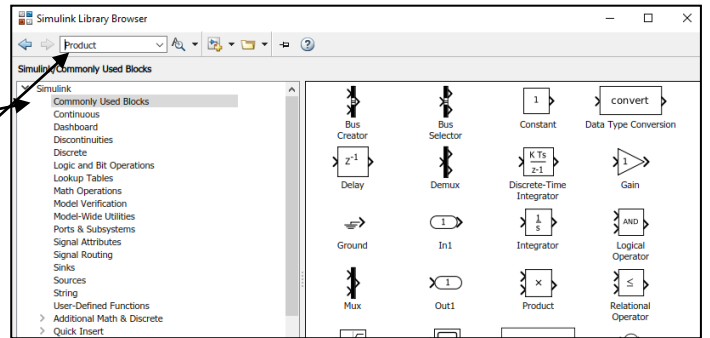 Simulink Library Browser
Product
Simulink/Commonly Used Blocks
Simulink
Commonly Used Blocks
Continuous
Dashboard
Discontinuities
Discrete
Logic and Bit Operations
Lookup Tables
Math Operations
Model Verification
Model-Wide Utilities
Ports & Subsystems
Signal Attributes
Signal Routing
Sinks
Sources
String
User-Defined Functions
Additional Math & Discrete
Quick Insert
1
convert
Bus
Creator
Bus
Selector
Constant
Data Type Conversion
z-1
K Ts
z-1
1
Delay
Demux
Discrete-Time
Integrator
Gain
1
1
s
AND
Ground
In1
Integrator
Logical
Operator
1
×
≤
Mux
Out1
Product
Relational
Operator